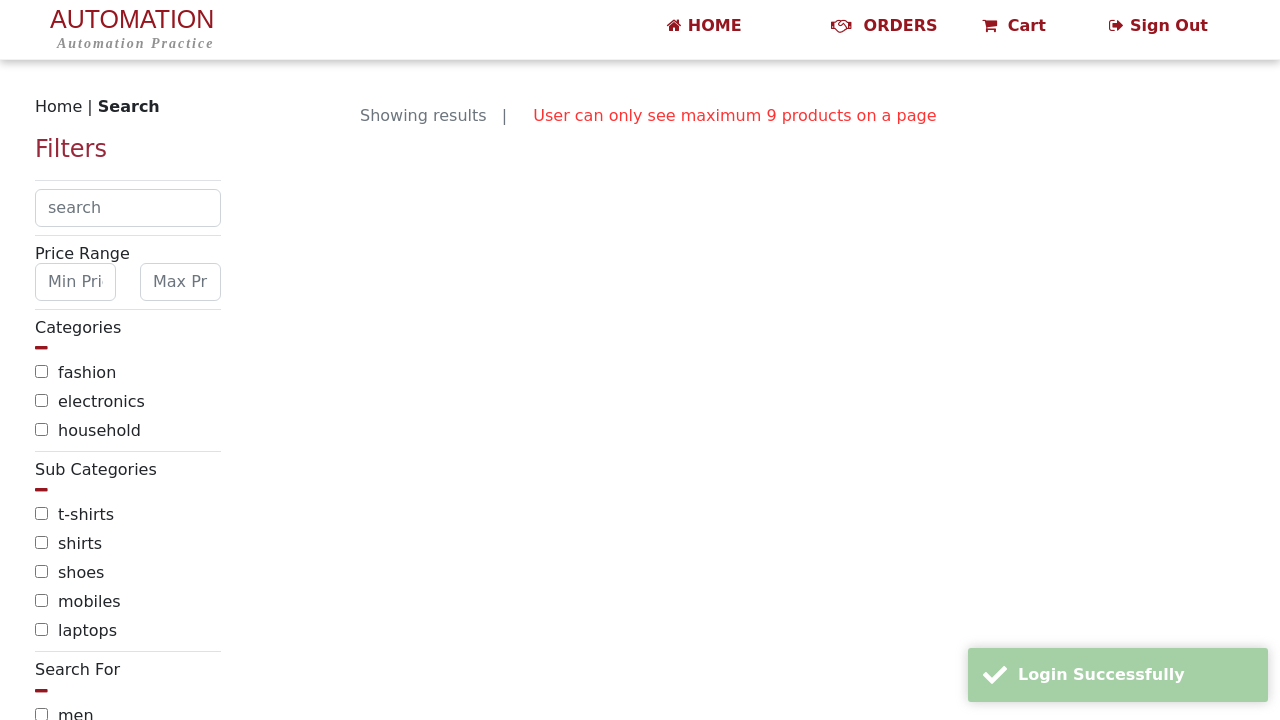 AUTOMATION
Automation Practice
HOME
ORDERS
Cart
Sign Out
Home | Search
Showing results | User can only see maximum 9 products on a page
Filters
search
Price Range
Min Pri
Max Pr
Categories
fashion
electronics
household
Sub Categories
t-shirts
shirts
shoes
mobiles
laptops
Search For
men
Login Successfully